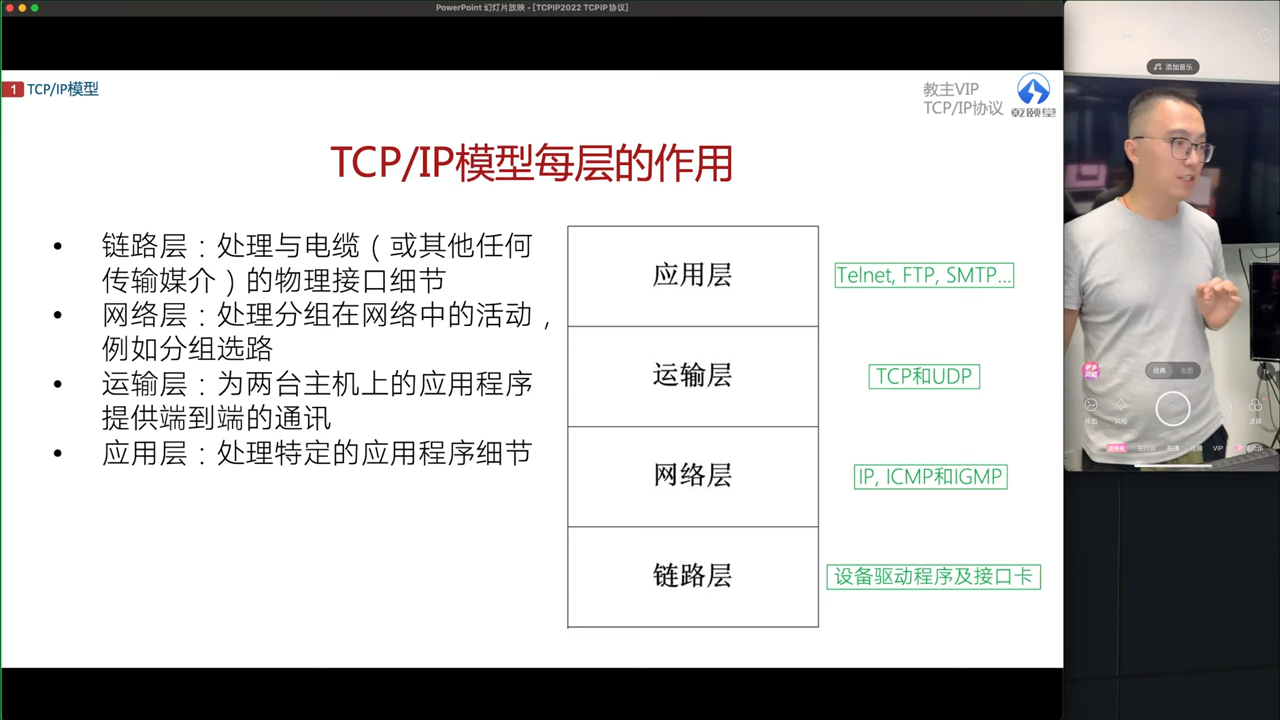 PowerPoint 幻灯片放映 - [TCPIP2022 TCPIP协议]
1 TCP/IP模型
教主VIP
TCP/IP协议
乾颐堂
TCP/IP模型每层的作用
• 链路层：处理与电缆（或其他任何
传输媒介）的物理接口细节
• 网络层：处理分组在网络中的活动，
例如分组选路
• 运输层：为两台主机上的应用程序
提供端到端的通讯
• 应用层：处理特定的应用程序细节
应用层
Telnet, FTP, SMTP...
运输层
TCP和UDP
网络层
IP, ICMP和IGMP
链路层
设备驱动程序及接口卡
添加音乐
经典
1x
VIP